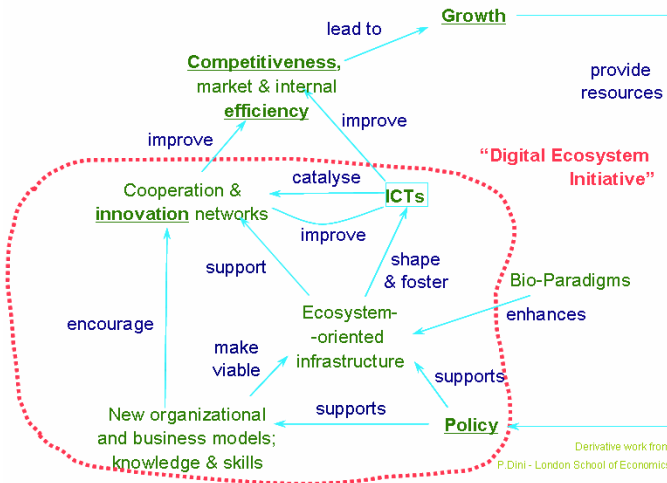 lead to
Growth
Competitiveness,
market & internal
efficiency
provide
resources
improve
improve
"Digital Ecosystem
Initiative"
catalyse
Cooperation &
innovation networks
ICTs
improve
support
shape
& foster
Bio-Paradigms
encourage
Ecosystem-
-oriented
infrastructure
enhances
make
viable
supports
supports
New organizational
and business models;
knowledge & skills
Policy
Derivative work from
P.Dini - London School of Economics